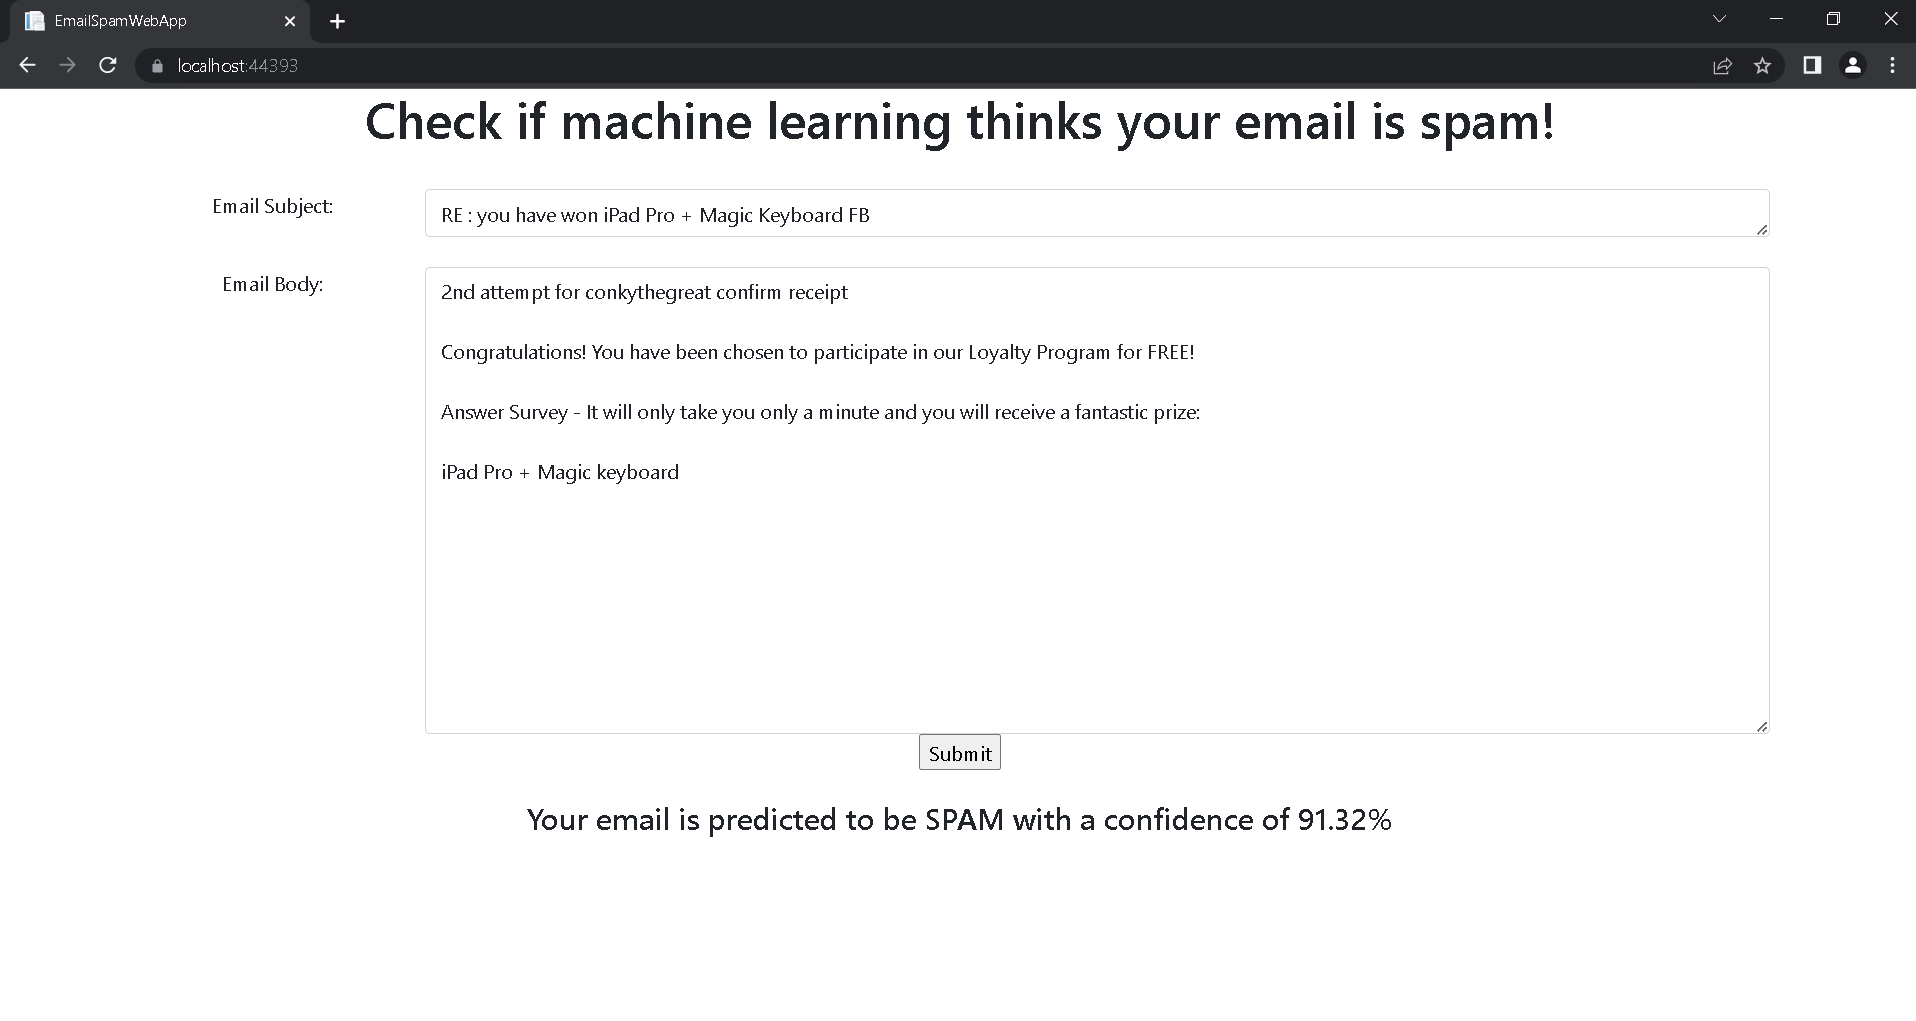 EmailSpamWebApp
localhost:44393
Check if machine learning thinks your email is spam!
Email Subject:
RE : you have won iPad Pro + Magic Keyboard FB
Email Body:
2nd attempt for conkythegreat confirm receipt
Congratulations! You have been chosen to participate in our Loyalty Program for FREE!
Answer Survey - It will only take you only a minute and you will receive a fantastic prize:
iPad Pro + Magic keyboard
Submit
Your email is predicted to be SPAM with a confidence of 91.32%